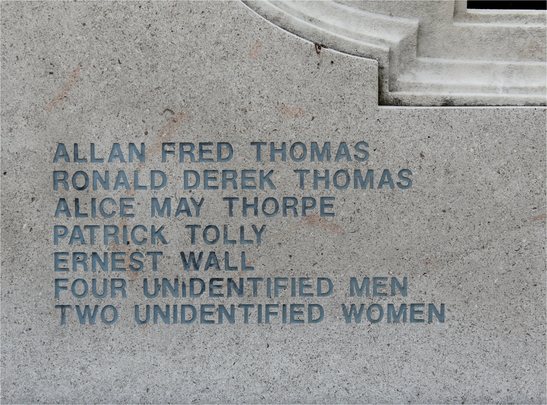 ALLAN FRED THOMAS
RONALD DEREK THOMAS
ALICE MAY THORPE
PATRICK TOLLY
ERNEST WALL
FOUR UNIDENTIFIED MEN
TWO UNIDENTIFIED WOMEN